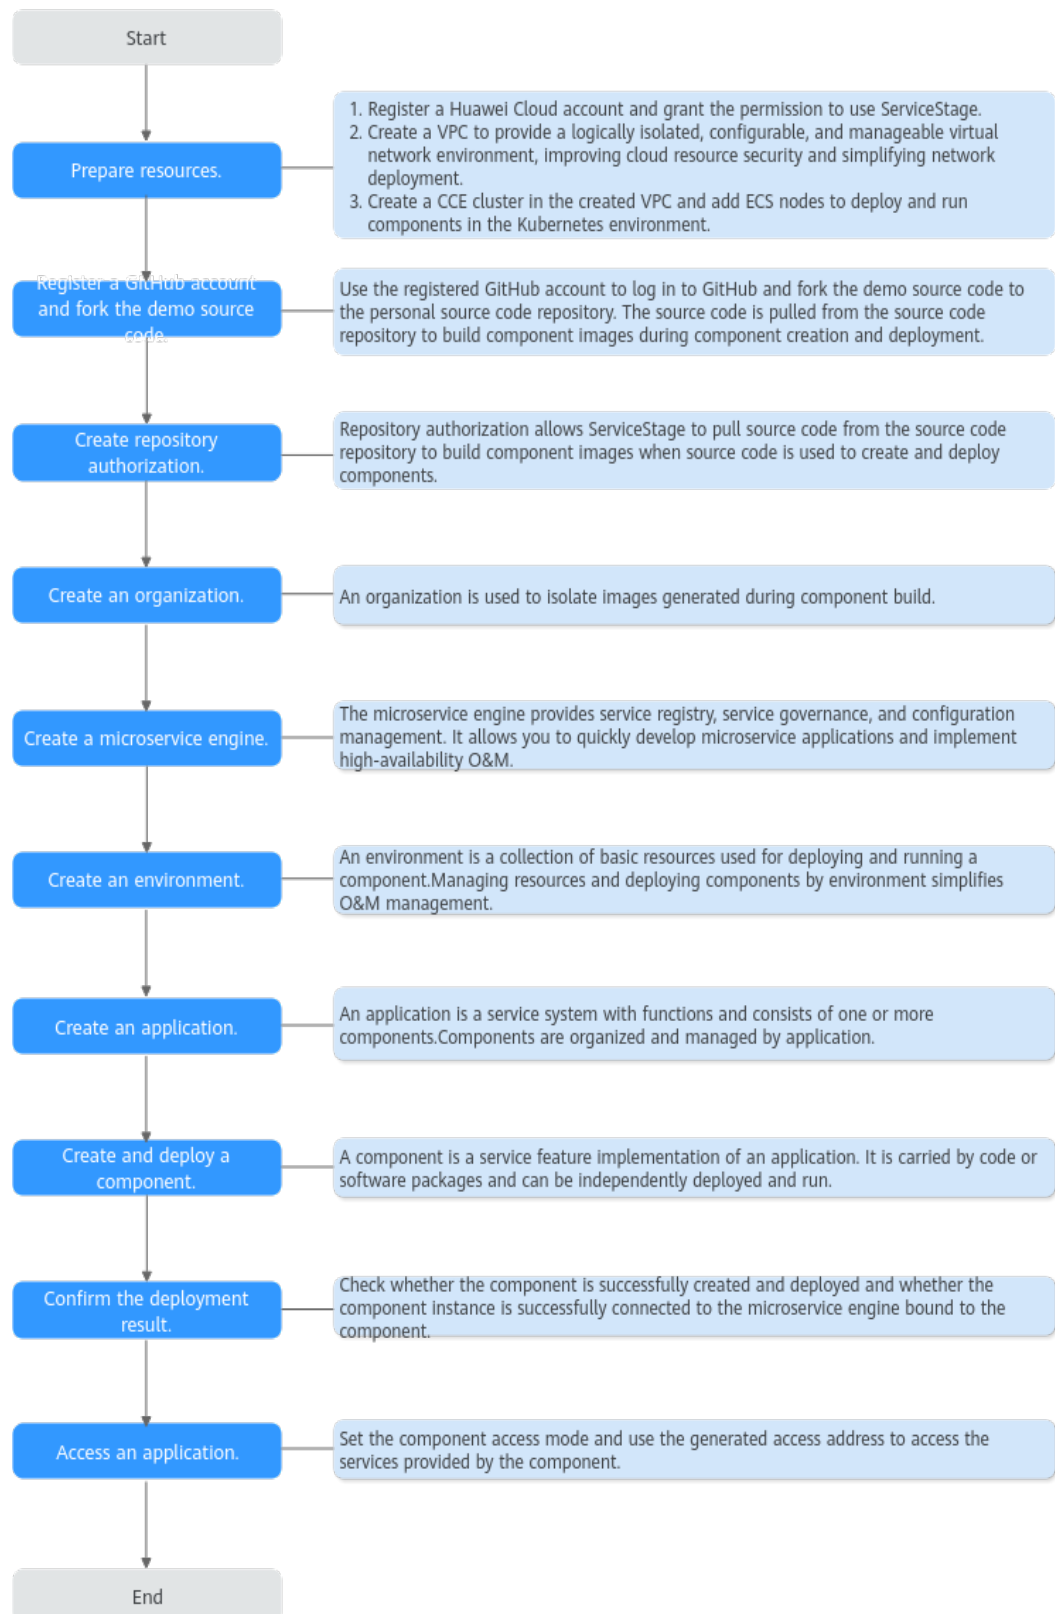 Start
Prepare resources.
1. Register a Huawei Cloud account and grant the permission to use ServiceStage.
2. Create a VPC to provide a logically isolated, configurable, and manageable virtual
network environment, improving cloud resource security and simplifying network
deployment.
3. Create a CCE cluster in the created VPC and add ECS nodes to deploy and run
components in the Kubernetes environment.
Register a GitHub account
and fork the demo source
code.
Use the registered GitHub account to log in to GitHub and fork the demo source code to
the personal source code repository. The source code is pulled from the source code
repository to build component images during component creation and deployment.
Create repository
authorization.
Repository authorization allows ServiceStage to pull source code from the source code
repository to build component images when source code is used to create and deploy
components.
Create an organization.
An organization is used to isolate images generated during component build.
Create a microservice engine.
The microservice engine provides service registry, service governance, and configuration
management. It allows you to quickly develop microservice applications and implement
high-availability O&M.
Create an environment.
An environment is a collection of basic resources used for deploying and running a
component.Managing resources and deploying components by environment simplifies
O&M management.
Create an application.
An application is a service system with functions and consists of one or more
components.Components are organized and managed by application.
Create and deploy a
component.
A component is a service feature implementation of an application. It is carried by code or
software packages and can be independently deployed and run.
Confirm the deployment
result.
Check whether the component is successfully created and deployed and whether the
component instance is successfully connected to the microservice engine bound to the
component.
Access an application.
Set the component access mode and use the generated access address to access the
services provided by the component.
End